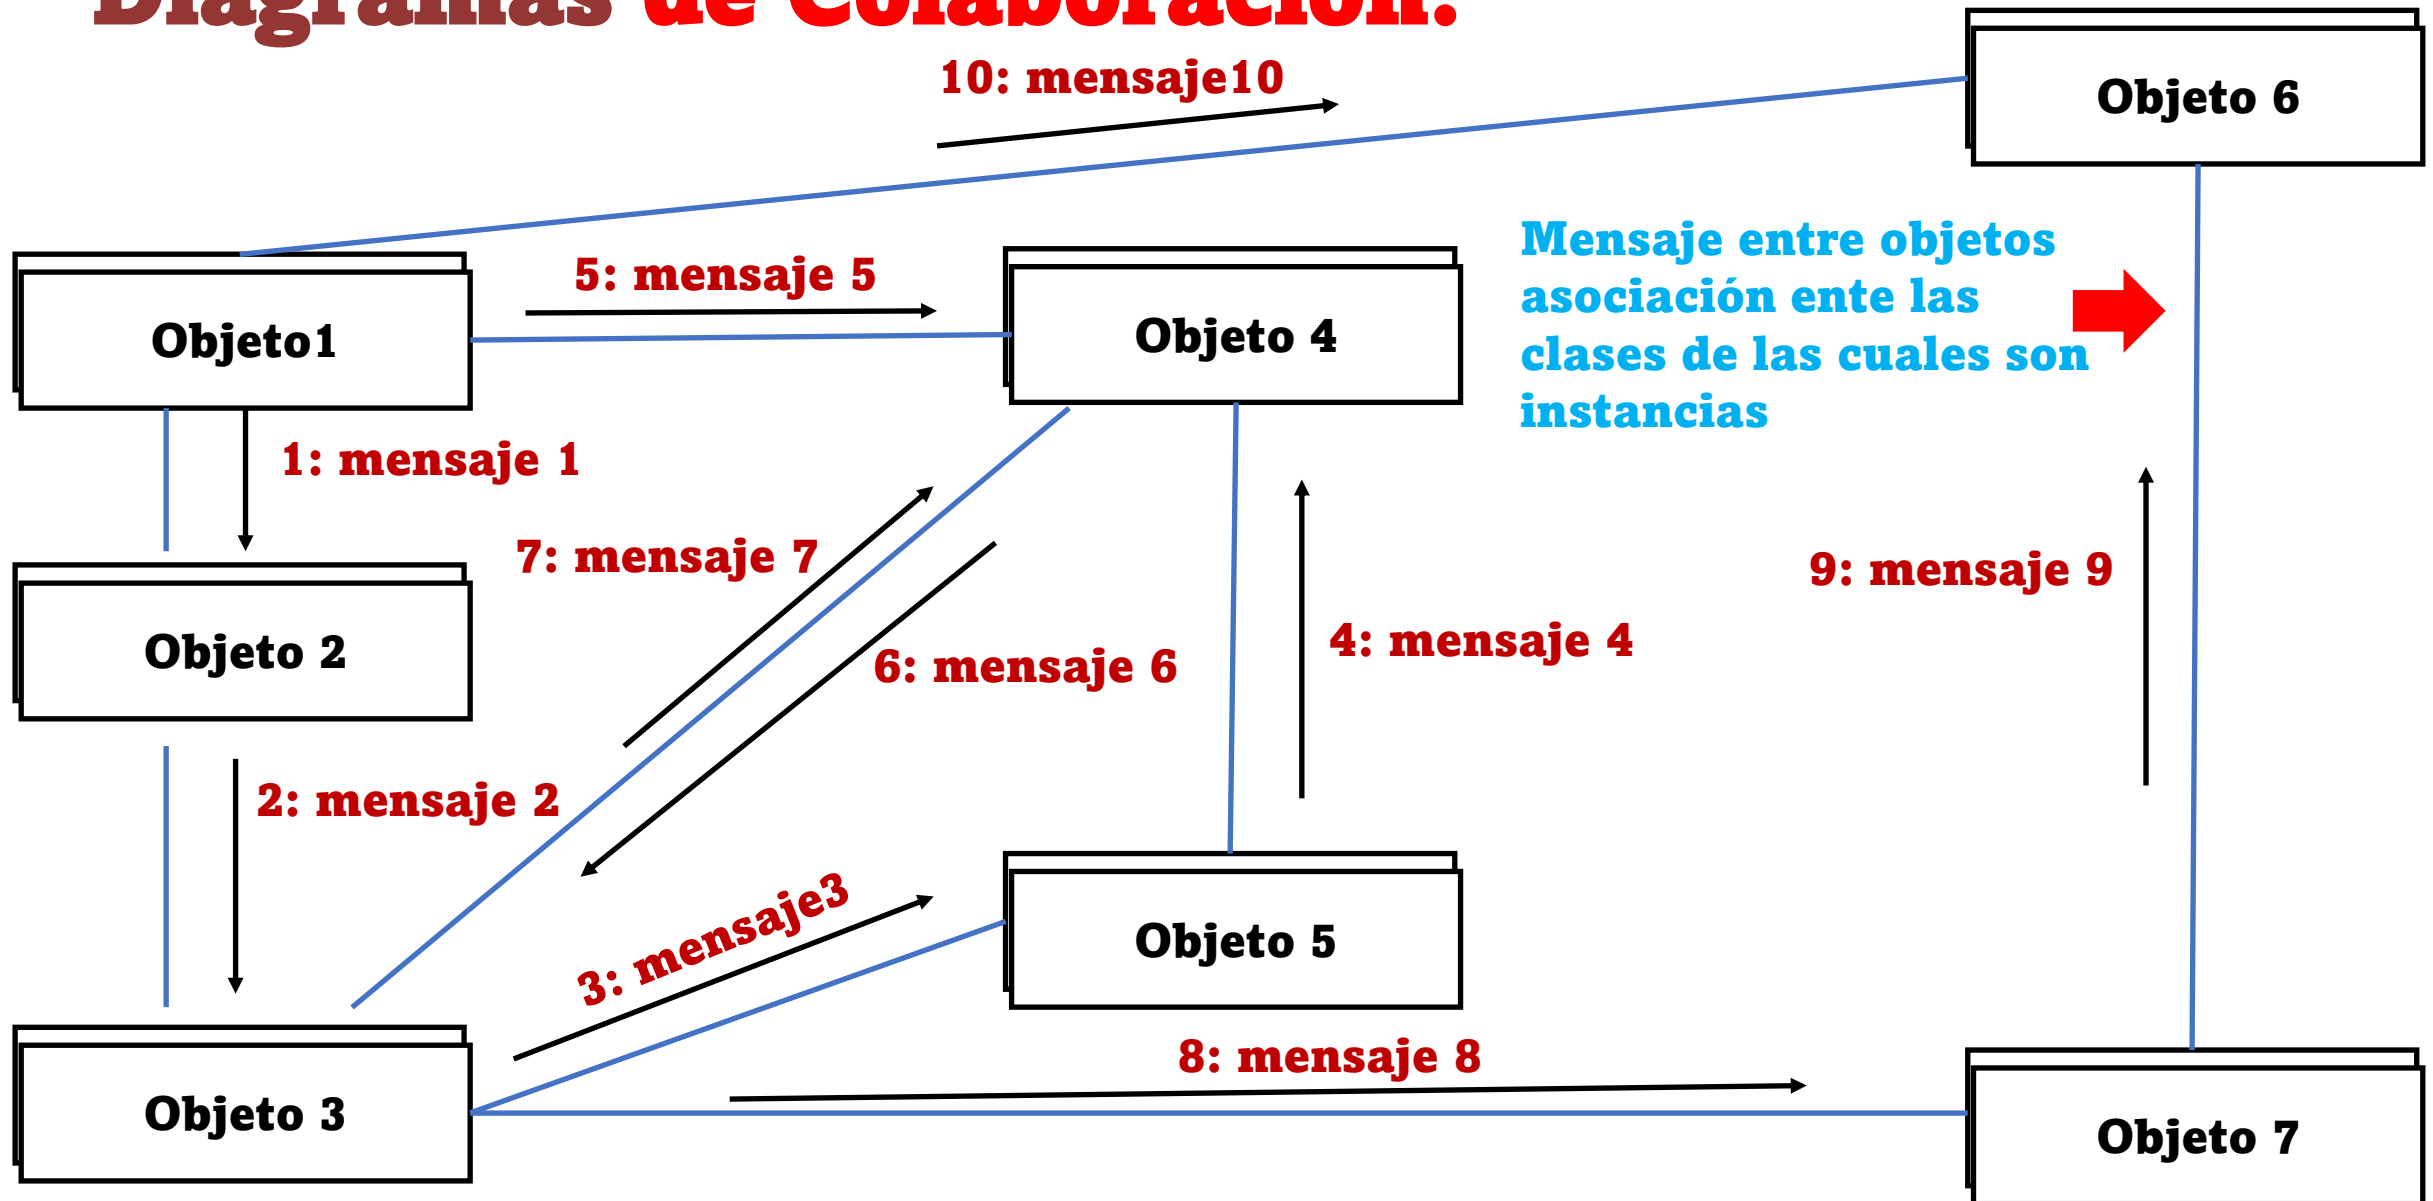 Diagramas de Colaboración:
10: mensaje10
Objeto 6
Mensaje entre objetos
asociación ente las
clases de las cuales son
instancias
5: mensaje 5
Objeto1
Objeto 4
1: mensaje 1
7: mensaje 7
9: mensaje 9
Objeto 2
6: mensaje 6
4: mensaje 4
2: mensaje 2
3: mensaje3
Objeto 5
8: mensaje 8
Objeto 3
Objeto 7